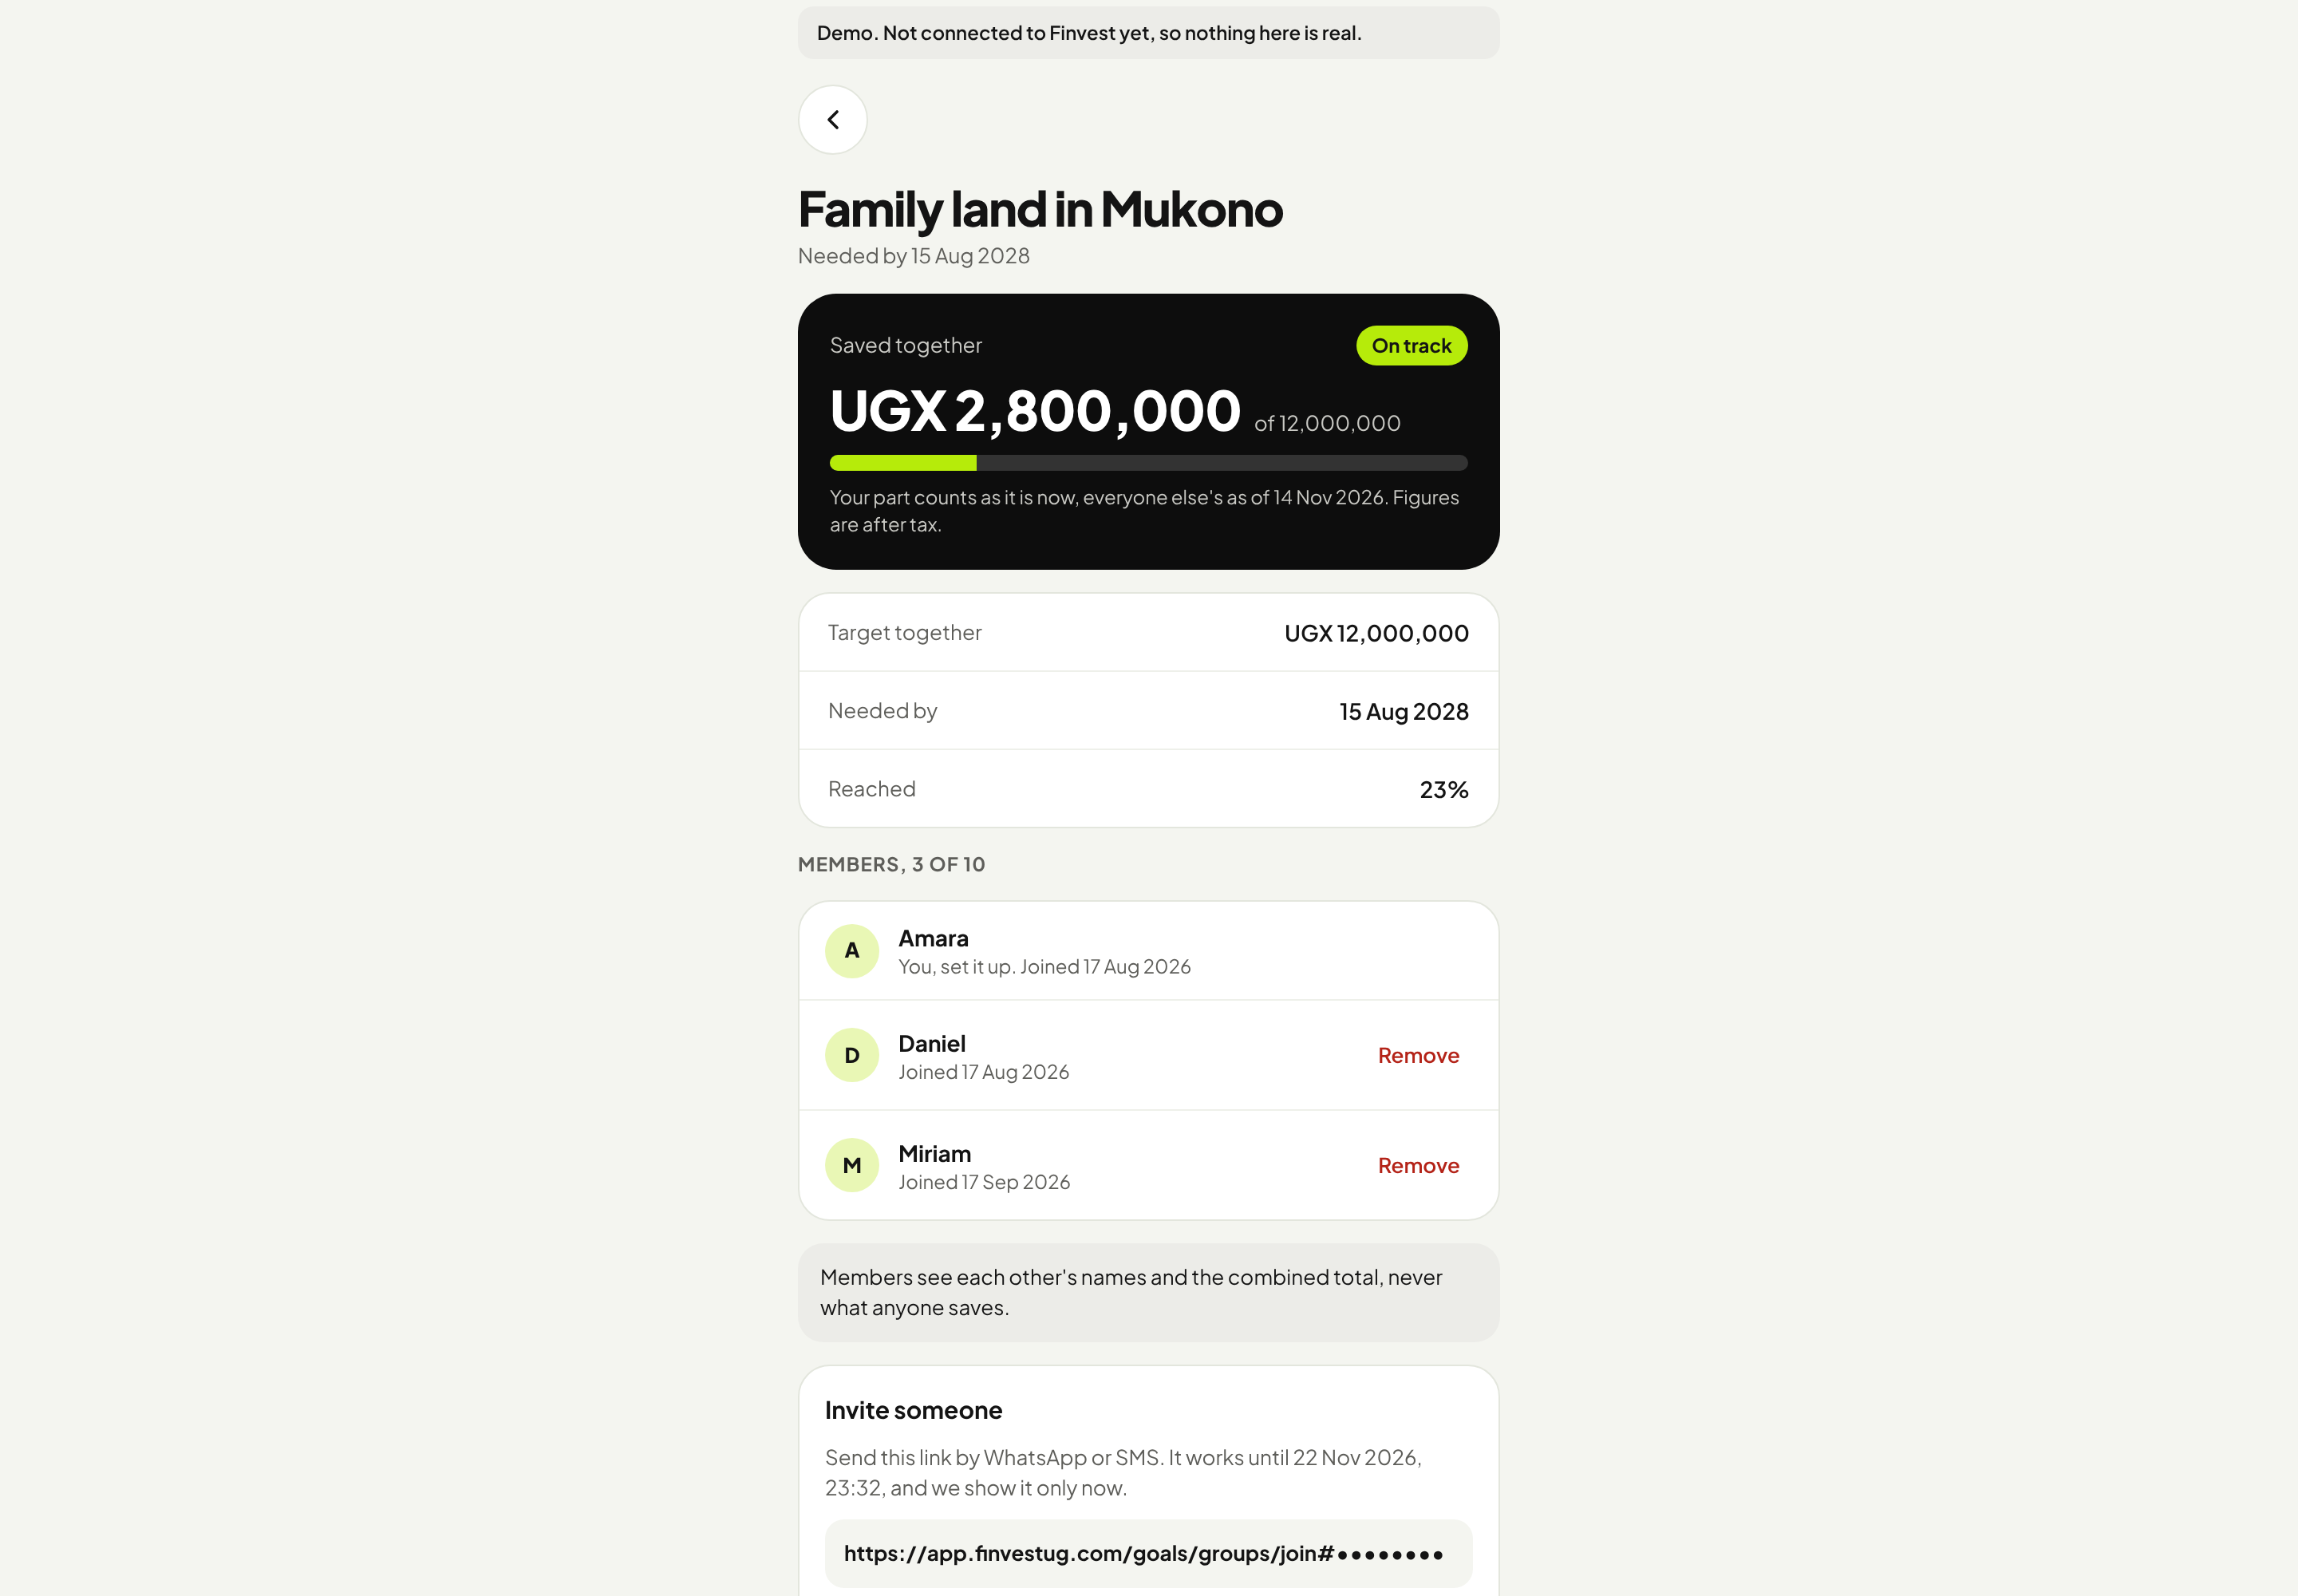 Demo. Not connected to Finvest yet, so nothing here is real.
Family land in Mukono
Needed by 15 Aug 2028
Saved together
On track
UGX 2,800,000 of 12,000,000
Your part counts as it is now, everyone else's as of 14 Nov 2026. Figures
are after tax.
Target together
UGX 12,000,000
Needed by
15 Aug 2028
Reached
23%
MEMBERS, 3 OF 10
A
Amara
You, set it up. Joined 17 Aug 2026
D
Daniel
Joined 17 Aug 2026
Remove
M
Miriam
Joined 17 Sep 2026
Remove
Members see each other's names and the combined total, never
what anyone saves.
Invite someone
Send this link by WhatsApp or SMS. It works until 22 Nov 2026,
23:32, and we show it only now.
https://app.finvestug.com/goals/groups/join#••••••••